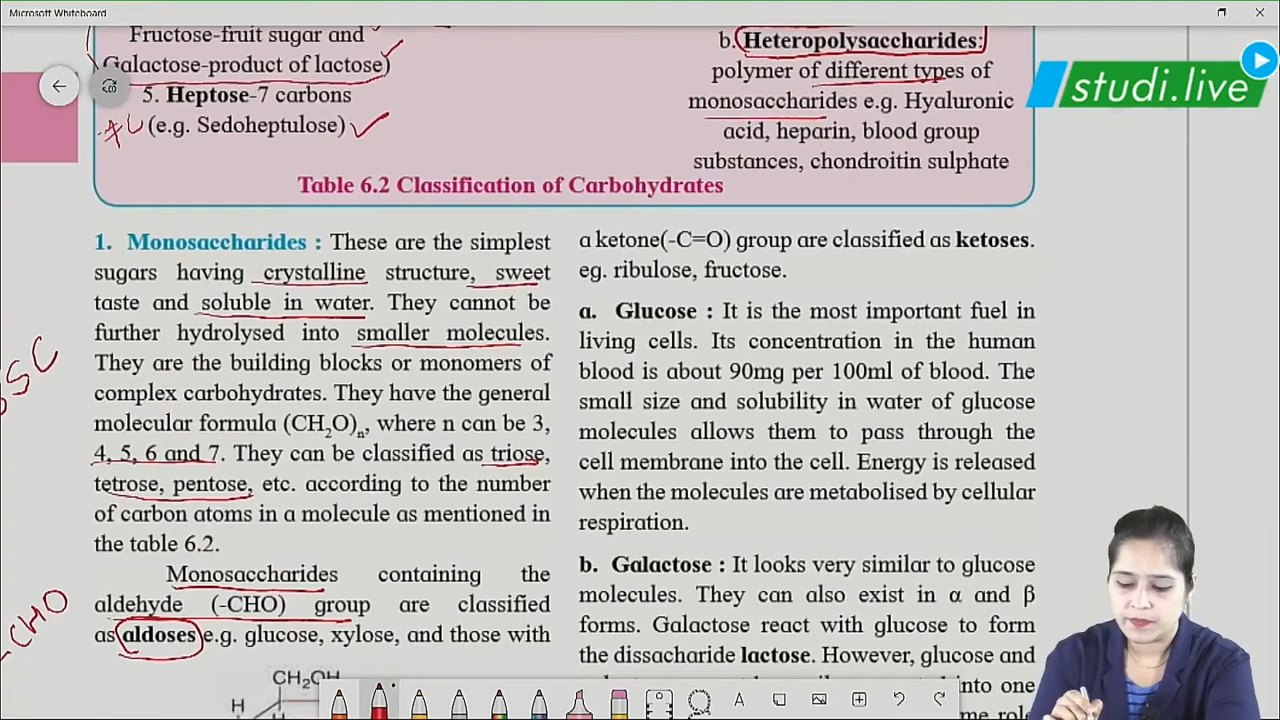 Microsoft Whiteboard
Fructose-fruit sugar and
Galactose-product of lactose)
5. Heptose-7 carbons
(e.g. Sedoheptulose)
b. Heteropolysaccharides:
polymer of different types of
monosaccharides e.g. Hyaluronic
acid, heparin, blood group
substances, chondroitin sulphate
studi.live
Table 6.2 Classification of Carbohydrates
1. Monosaccharides : These are the simplest
sugars having crystalline structure, sweet
taste and soluble in water. They cannot be
further hydrolysed into smaller molecules.
They are the building blocks or monomers of
complex carbohydrates. They have the general
molecular formula (CH₂O)ₙ, where n can be 3,
4, 5, 6 and 7. They can be classified as triose,
tetrose, pentose, etc. according to the number
of carbon atoms in a molecule as mentioned in
the table 6.2.
Monosaccharides containing the
aldehyde (-CHO) group are classified
as aldoses e.g. glucose, xylose, and those with
-CHO
CH₂OH
H
a ketone(-C=O) group are classified as ketoses.
eg. ribulose, fructose.
a. Glucose : It is the most important fuel in
living cells. Its concentration in the human
blood is about 90mg per 100ml of blood. The
small size and solubility in water of glucose
molecules allows them to pass through the
cell membrane into the cell. Energy is released
when the molecules are metabolised by cellular
respiration.
b. Galactose : It looks very similar to glucose
molecules. They can also exist in α and β
forms. Galactose react with glucose to form
the dissacharide lactose. However, glucose and
into one
me role